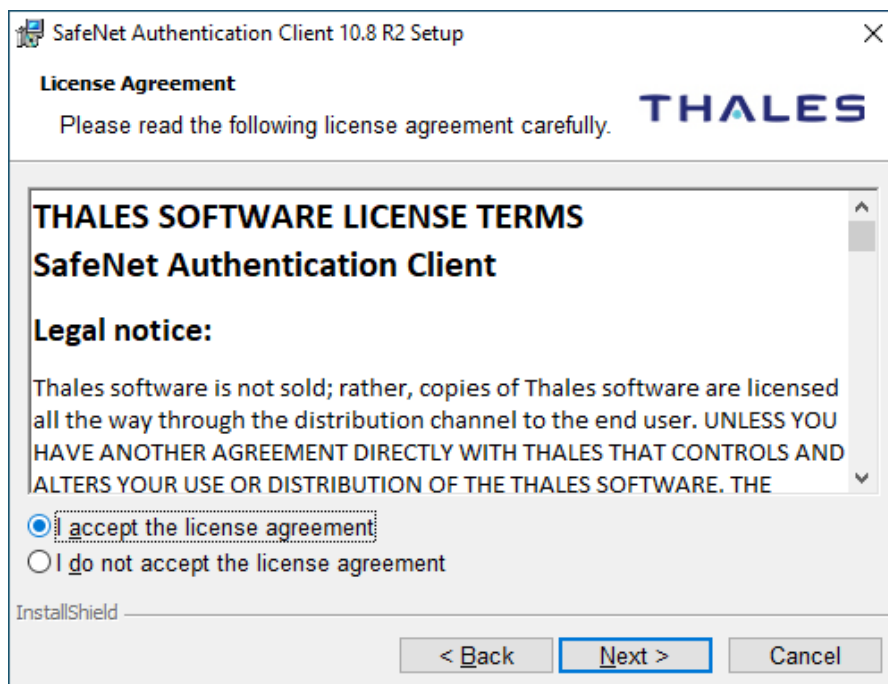 SafeNet Authentication Client 10.8 R2 Setup
License Agreement
Please read the following license agreement carefully.
THALES
THALES SOFTWARE LICENSE TERMS
SafeNet Authentication Client
Legal notice:
Thales software is not sold; rather, copies of Thales software are licensed
all the way through the distribution channel to the end user. UNLESS YOU
HAVE ANOTHER AGREEMENT DIRECTLY WITH THALES THAT CONTROLS AND
ALTERS YOUR USE OR DISTRIBUTION OF THE THALES SOFTWARE. THE
I accept the license agreement
I do not accept the license agreement
InstallShield
< Back
Next >
Cancel